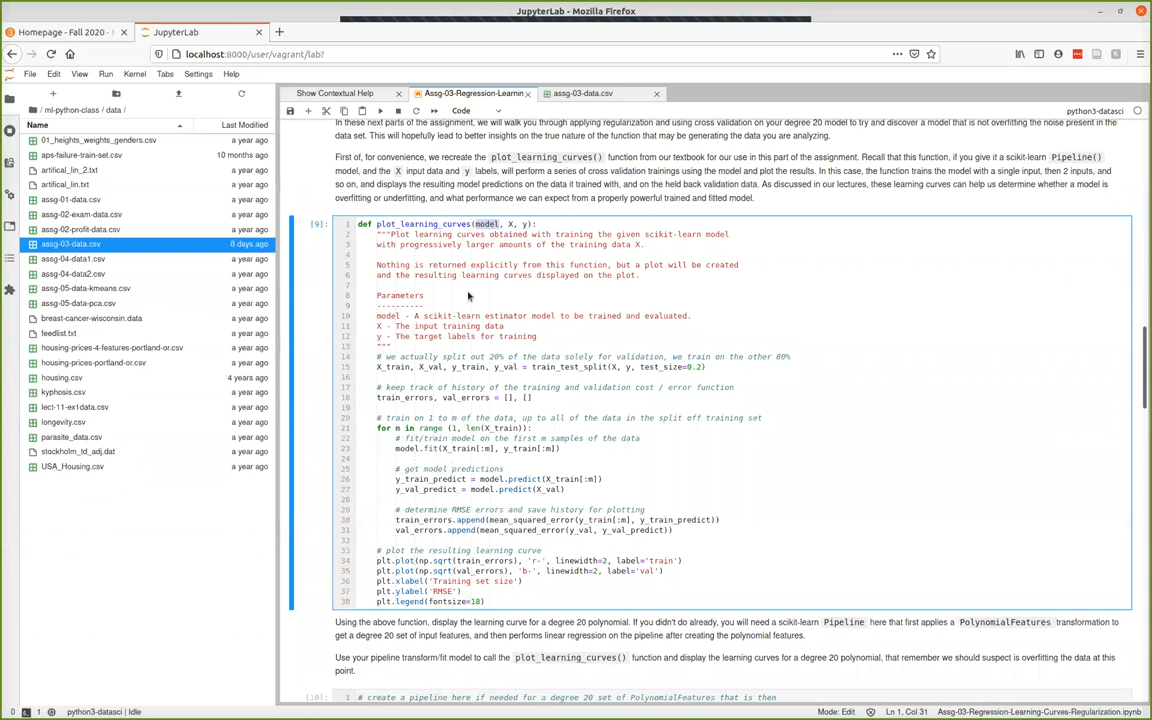 JupyterLab - Mozilla Firefox
Homepage - Fall 2020 -
JupyterLab
localhost:8000/user/vagrant/lab?
File Edit View Run Kernel Tabs Settings Help
Show Contextual Help
Assg-03-Regression-Learnin
assg-03-data.csv
Code
python3-datasci
/ ml-python-class / data /
Name Last Modified
01_heights_weights_genders.csv a year ago
aps-failure-train-set.csv 10 months ago
artifical_lin_2.txt a year ago
artifical_lin.txt a year ago
assg-01-data.csv a year ago
assg-02-exam-data.csv a year ago
assg-02-profit-data.csv a year ago
assg-03-data.csv 8 days ago
assg-04-data1.csv a year ago
assg-04-data2.csv a year ago
assg-05-data-kmeans.csv a year ago
assg-05-data-pca.csv a year ago
breast-cancer-wisconsin.data a year ago
feedlist.txt a year ago
housing-prices-4-features-portland-or.csv a year ago
housing-prices-portland-or.csv a year ago
housing.csv 4 years ago
kyphosis.csv a year ago
lect-11-ex1data.csv a year ago
longevity.csv a year ago
parasite_data.csv a year ago
stockholm_td_adj.dat a year ago
USA_Housing.csv a year ago
In these next parts of the assignment, we will walk you through applying regularization and using cross validation on your degree 20 model to try and discover a model that is not overfitting the noise present in the
data set. This will hopefully lead to better insights on the true nature of the function that may be generating the data you are analyzing.
First of, for convenience, we recreate the plot_learning_curves() function from our textbook for our use in this part of the assignment. Recall that this function, if you give it a scikit-learn Pipeline()
model, and the X input data and y labels, will perform a series of cross validation trainings using the model and plot the results. In this case, the function trains the model with a single input, then 2 inputs, and
so on, and displays the resulting model predictions on the data it trained with, and on the held back validation data. As discussed in our lectures, these learning curves can help us determine whether a model is
overfitting or underfitting, and what performance we can expect from a properly powerful trained and fitted model.
[9]:
1 def plot_learning_curves(model, X, y):
2 """Plot learning curves obtained with training the given scikit-learn model
3 with progressively larger amounts of the training data X.
4
5 Nothing is returned explicitly from this function, but a plot will be created
6 and the resulting learning curves displayed on the plot.
7
8 Parameters
9 ----------
10 model - A scikit-learn estimator model to be trained and evaluated.
11 X - The input training data
12 y - The target labels for training
13 """
14 # we actually split out 20% of the data solely for validation, we train on the other 80%
15 X_train, X_val, y_train, y_val = train_test_split(X, y, test_size=0.2)
16
17 # keep track of history of the training and validation cost / error function
18 train_errors, val_errors = [], []
19
20 # train on 1 to m of the data, up to all of the data in the split off training set
21 for m in range (1, len(X_train)):
22 # fit/train model on the first m samples of the data
23 model.fit(X_train[:m], y_train[:m])
24
25 # get model predictions
26 y_train_predict = model.predict(X_train[:m])
27 y_val_predict = model.predict(X_val)
28
29 # determine RMSE errors and save history for plotting
30 train_errors.append(mean_squared_error(y_train[:m], y_train_predict))
31 val_errors.append(mean_squared_error(y_val, y_val_predict))
32
33 # plot the resulting learning curve
34 plt.plot(np.sqrt(train_errors), 'r-', linewidth=2, label='train')
35 plt.plot(np.sqrt(val_errors), 'b-', linewidth=2, label='val')
36 plt.xlabel('Training set size')
37 plt.ylabel('RMSE')
38 plt.legend(fontsize=18)
Using the above function, display the learning curve for a degree 20 polynomial. If you didn't do already, you will need a scikit-learn Pipeline here that first applies a PolynomialFeatures transformation to
get a degree 20 set of input features, and then performs linear regression on the pipeline after creating the polynomial features.
Use your pipeline transform/fit model to call the plot_learning_curves() function and display the learning curves for a degree 20 polynomial, that remember we should suspect is overfitting the data at this
point.
[10]:
1 # create a pipeline here if needed for a degree 20 set of PolynomialFeatures that is then
0 1 python3-datasci | Idle
Mode: Edit Ln 1, Col 31 Assg-03-Regression-Learning-Curves-Regularization.ipynb